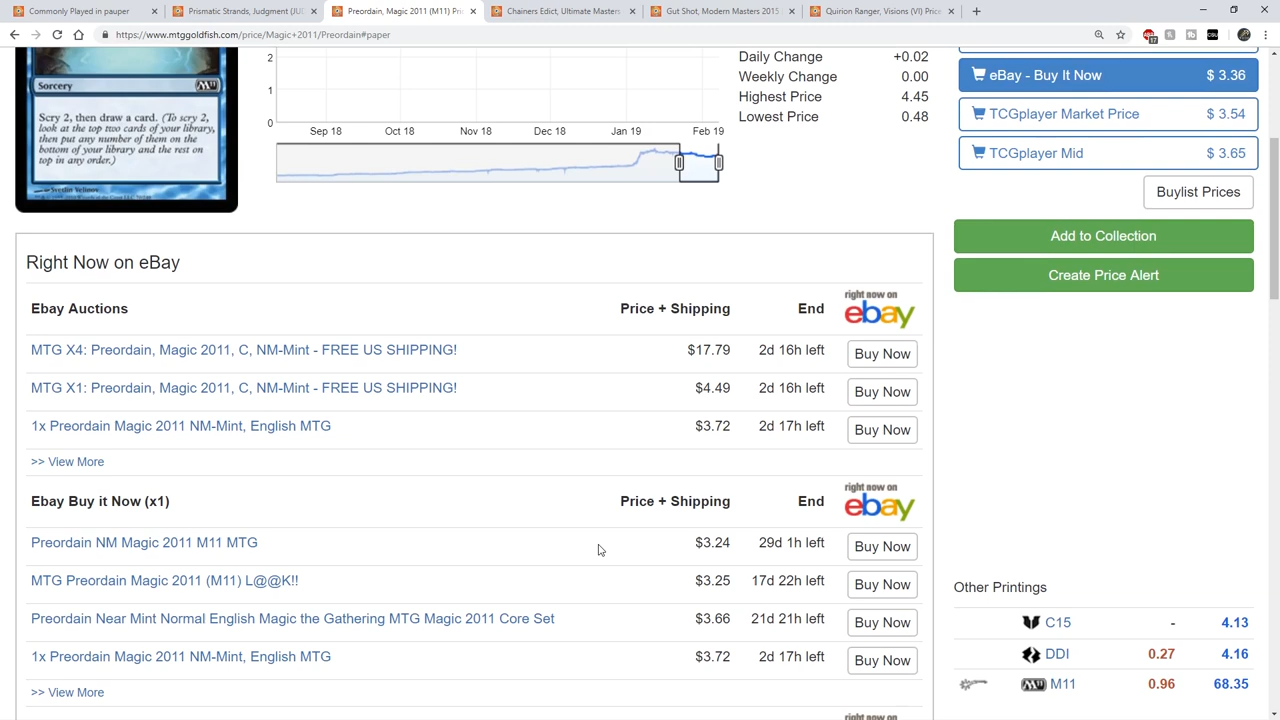 Commonly Played in pauper
Prismatic Strands, Judgment (JUD
Preordain, Magic 2011 (M11) Pri
Chainers Edict, Ultimate Masters
Gut Shot, Modern Masters 2015
Quirion Ranger, Visions (VI) Price
https://www.mtggoldfish.com/price/Magic+2011/Preordain#paper
17
CSU
Sorcery
Scry 2, then draw a card. (To scry 2,
look at the top two cards of your library,
then put any number of them on the
bottom of your library and the rest on
top in any order.)
Svetlin Velinov
2
1
0
Sep 18
Oct 18
Nov 18
Dec 18
Jan 19
Feb 19
Daily Change +0.02
Weekly Change 0.00
Highest Price 4.45
Lowest Price 0.48
eBay - Buy It Now $ 3.36
TCGplayer Market Price $ 3.54
TCGplayer Mid $ 3.65
Buylist Prices
Add to Collection
Create Price Alert
Right Now on eBay
Ebay Auctions Price + Shipping End right now on ebay
MTG X4: Preordain, Magic 2011, C, NM-Mint - FREE US SHIPPING! $17.79 2d 16h left Buy Now
MTG X1: Preordain, Magic 2011, C, NM-Mint - FREE US SHIPPING! $4.49 2d 16h left Buy Now
1x Preordain Magic 2011 NM-Mint, English MTG $3.72 2d 17h left Buy Now
>> View More
Ebay Buy it Now (x1) Price + Shipping End right now on ebay
Preordain NM Magic 2011 M11 MTG $3.24 29d 1h left Buy Now
MTG Preordain Magic 2011 (M11) L@@K!! $3.25 17d 22h left Buy Now
Preordain Near Mint Normal English Magic the Gathering MTG Magic 2011 Core Set $3.66 21d 21h left Buy Now
1x Preordain Magic 2011 NM-Mint, English MTG $3.72 2d 17h left Buy Now
>> View More
right now on
Other Printings
C15 - 4.13
DDI 0.27 4.16
M11 0.96 68.35